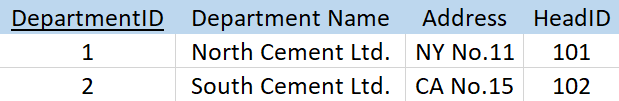 DepartmentID Department Name Address HeadID
1 North Cement Ltd. NY No.11 101
2 South Cement Ltd. CA No.15 102